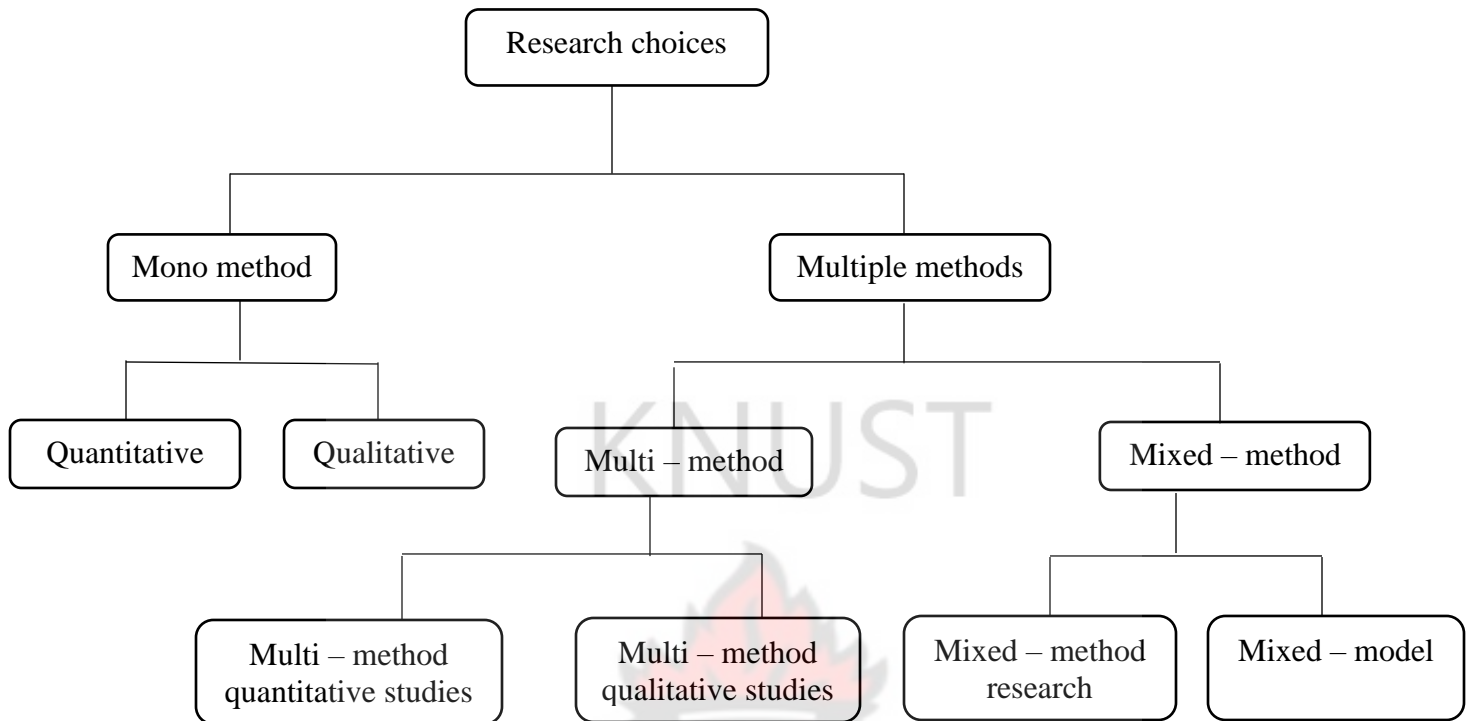 Research choices
Mono method
Multiple methods
Quantitative
Qualitative
Multi – method
Mixed – method
KNUST
Multi – method
quantitative studies
Multi – method
qualitative studies
Mixed – method
research
Mixed – model